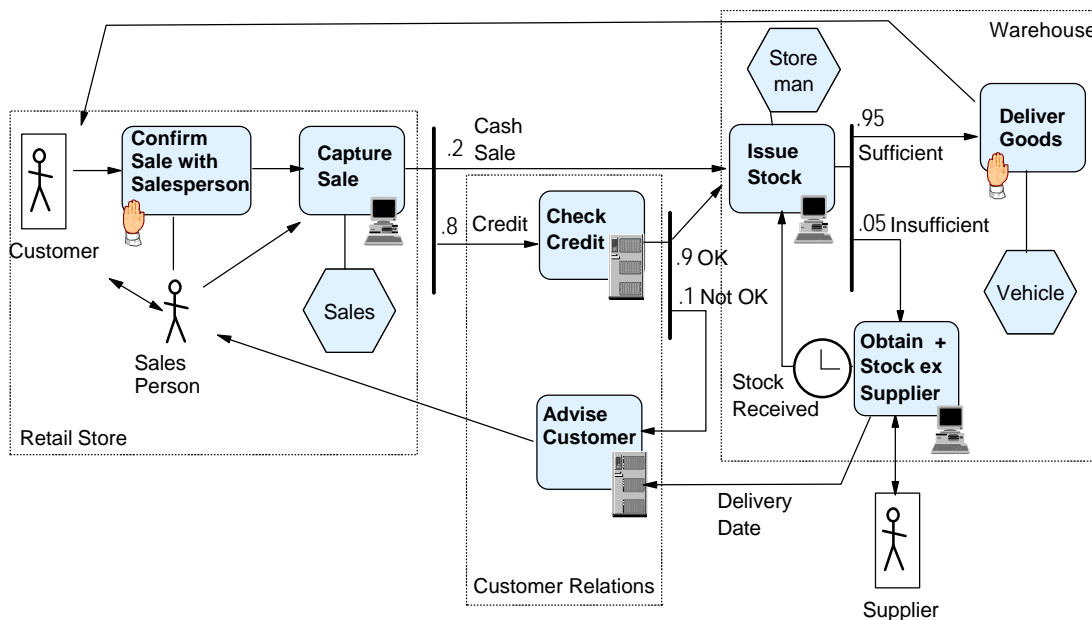 Warehouse
Store
man
Confirm
Sale with
Salesperson
Capture
Sale
.2
Cash
Sale
Issue
Stock
.95
Sufficient
Deliver
Goods
Customer
.8
Credit
Check
Credit
.9 OK
.1 Not OK
.05 Insufficient
Sales
Vehicle
Sales
Person
Stock
Received
Obtain +
Stock ex
Supplier
Retail Store
Advise
Customer
Delivery
Date
Customer Relations
Supplier